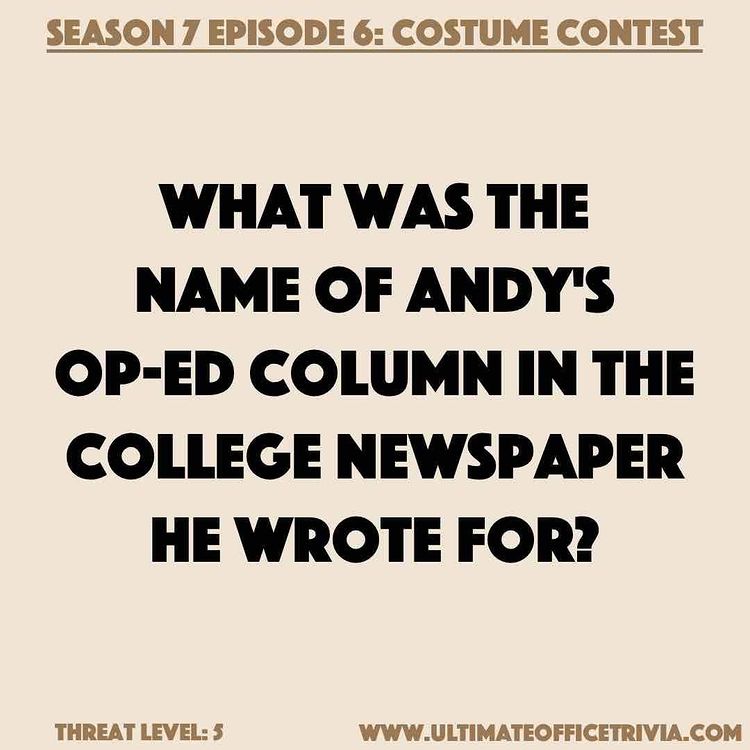 SEASON 7 EPISODE 6: COSTUME CONTEST
WHAT WAS THE
NAME OF ANDY'S
OP-ED COLUMN IN THE
COLLEGE NEWSPAPER
HE WROTE FOR?
THREAT LEVEL: 5
WWW.ULTIMATEOFFICETRIVIA.COM